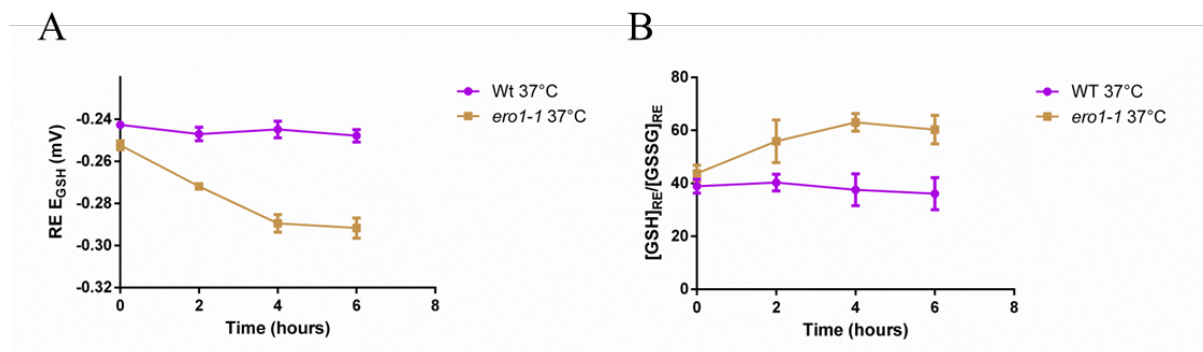 A
B
-0.24
-0.26
-0.28
-0.30
-0.32
RE E_GSH (mV)
0 2 4 6 8
Time (hours)
Wt 37°C
ero1-1 37°C
80
60
40
20
0
[GSH]RE/[GSSG]RE
0 2 4 6 8
Time (hours)
WT 37°C
ero1-1 37°C